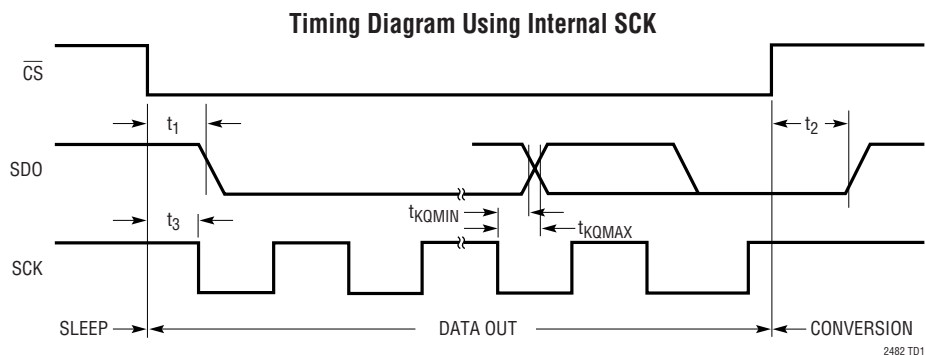 Timing Diagram Using Internal SCK
CS
t1
t2
SDO
t3
tKQMIN
tKQMAX
SCK
SLEEP
DATA OUT
CONVERSION
2482 TD1